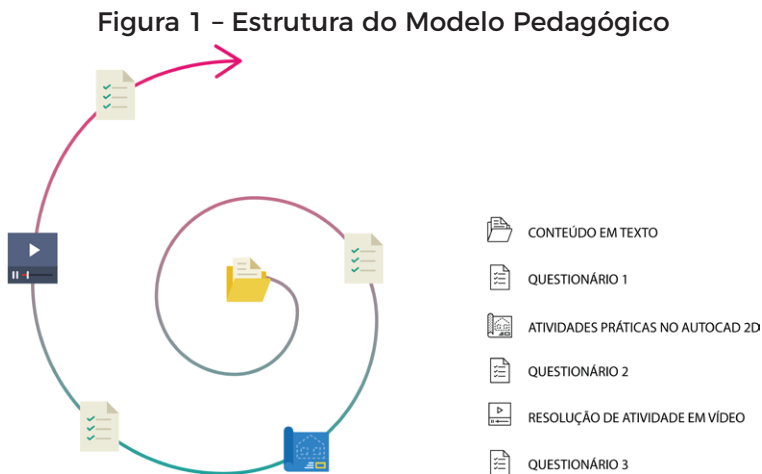 Figura 1 – Estrutura do Modelo Pedagógico
CONTEÚDO EM TEXTO
QUESTIONÁRIO 1
ATIVIDADES PRÁTICAS NO AUTOCAD 2D
QUESTIONÁRIO 2
RESOLUÇÃO DE ATIVIDADE EM VÍDEO
QUESTIONÁRIO 3